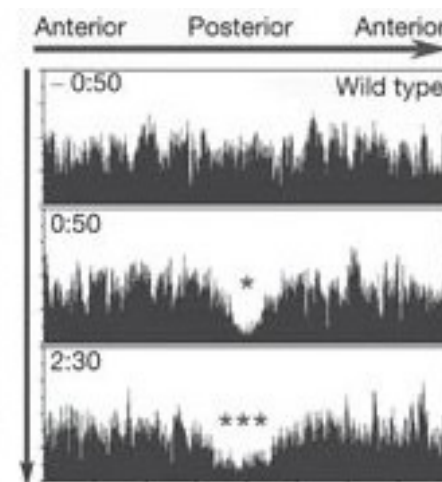 Anterior Posterior Anterior
– 0:50 Wild type
0:50
*
2:30
***